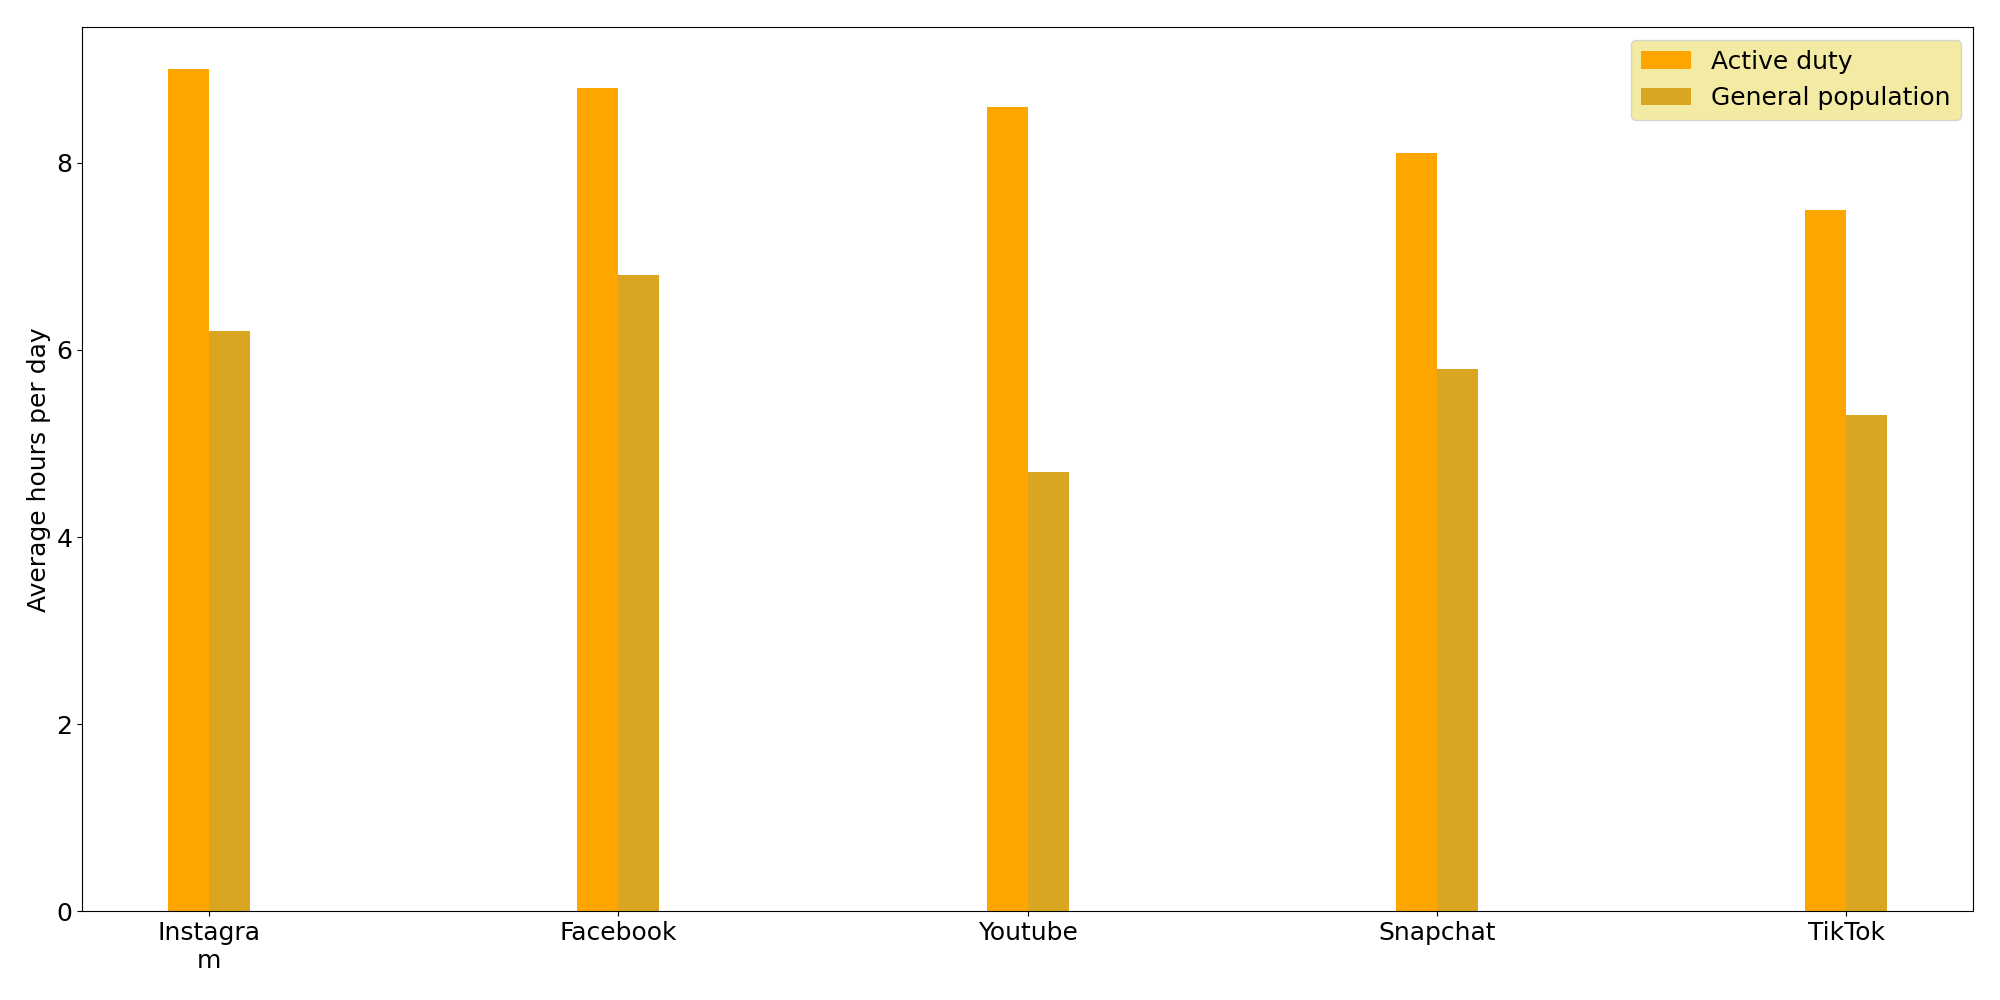 Active duty
General population
Average hours per day
8
6
4
2
0
Instagra
m
Facebook
Youtube
Snapchat
TikTok